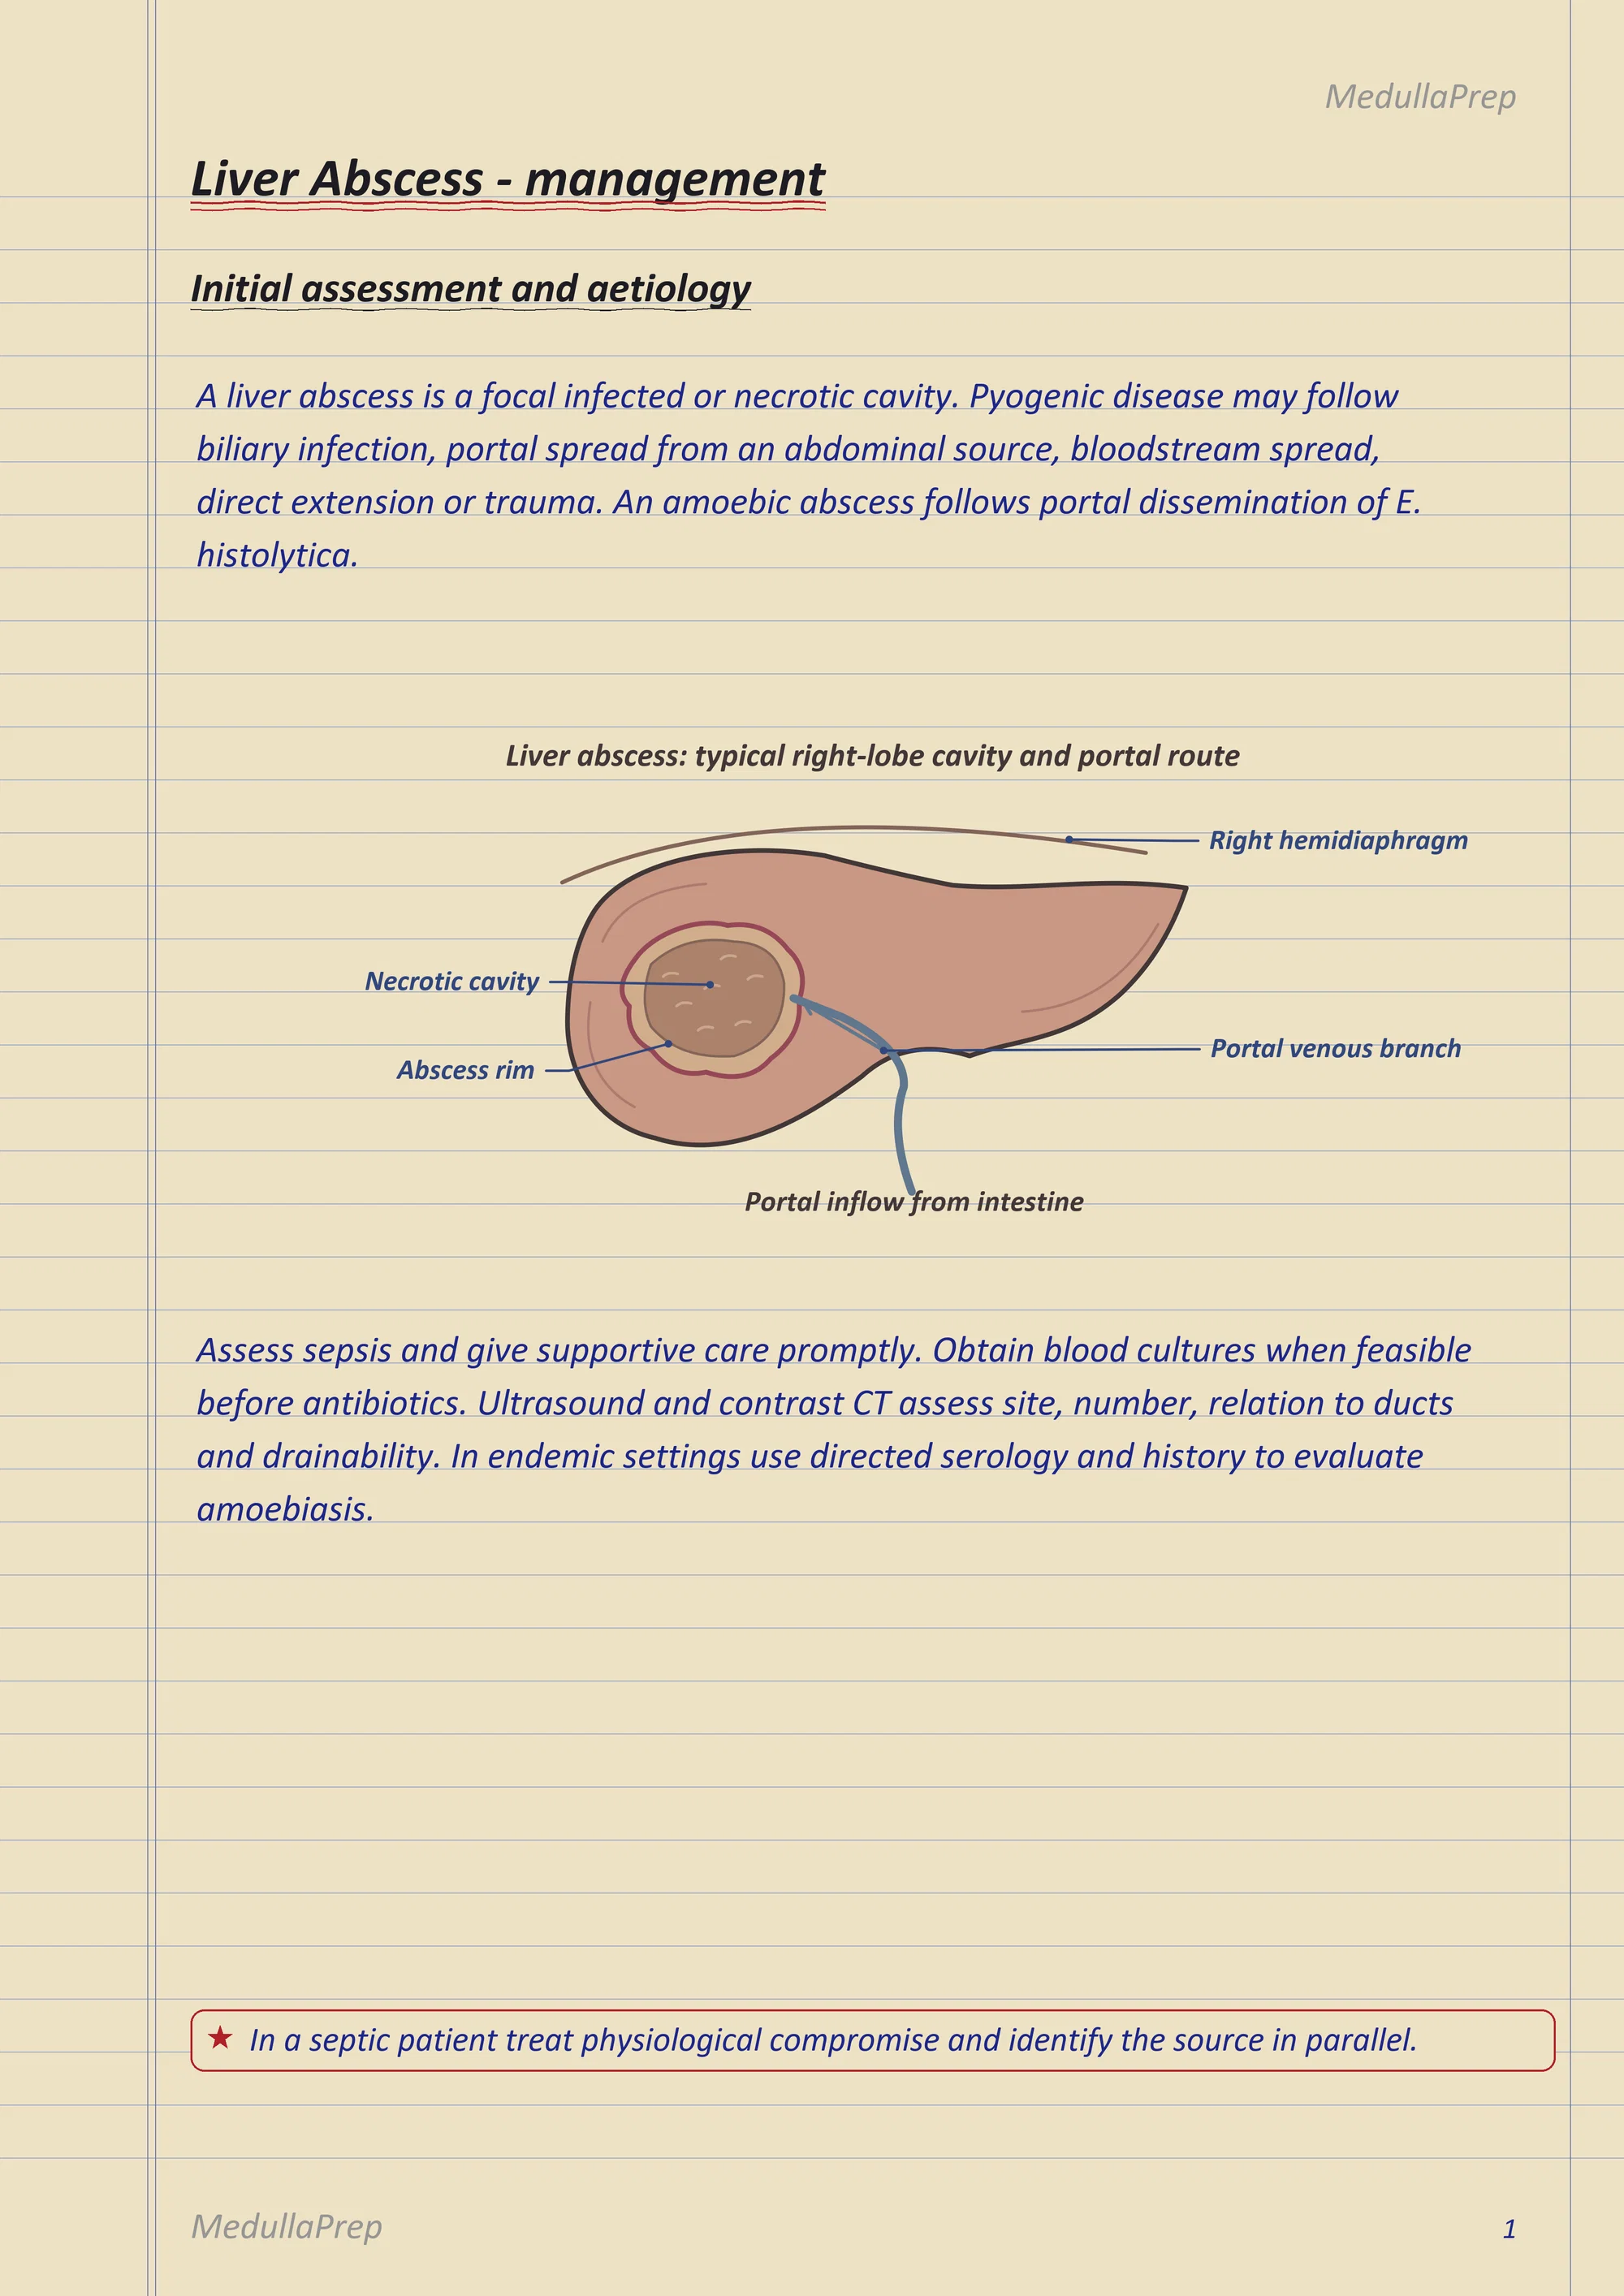 MedullaPrep
Liver Abscess - management
Initial assessment and aetiology
A liver abscess is a focal infected or necrotic cavity. Pyogenic disease may follow
biliary infection, portal spread from an abdominal source, bloodstream spread,
direct extension or trauma. An amoebic abscess follows portal dissemination of E.
histolytica.
Liver abscess: typical right-lobe cavity and portal route
Right hemidiaphragm
Necrotic cavity
Portal venous branch
Abscess rim
Portal inflow from intestine
Assess sepsis and give supportive care promptly. Obtain blood cultures when feasible
before antibiotics. Ultrasound and contrast CT assess site, number, relation to ducts
and drainability. In endemic settings use directed serology and history to evaluate
amoebiasis.
★ In a septic patient treat physiological compromise and identify the source in parallel.
MedullaPrep
1